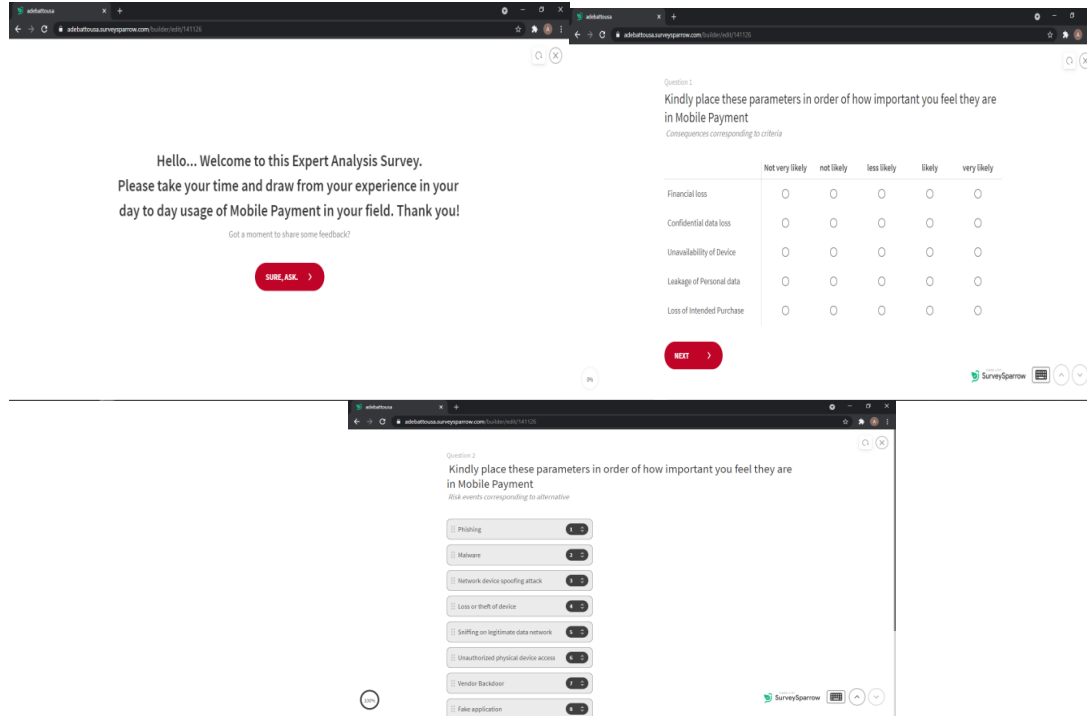 adebattousa
adebattousa.surveysparrow.com/builder/edit/141126
Hello... Welcome to this Expert Analysis Survey.
Please take your time and draw from your experience in your
day to day usage of Mobile Payment in your field. Thank you!
Got a moment to share some feedback?
SURE, ASK.
adebattousa
adebattousa.surveysparrow.com/builder/edit/141126
Question 1
Kindly place these parameters in order of how important you feel they are
in Mobile Payment
Consequences corresponding to criteria
Not very likely not likely less likely likely very likely
Financial loss
Confidential data loss
Unavailability of Device
Leakage of Personal data
Loss of Intended Purchase
NEXT
0%
SurveySparrow
adebattousa
adebattousa.surveysparrow.com/builder/edit/141126
Question 2
Kindly place these parameters in order of how important you feel they are
in Mobile Payment
Risk events corresponding to alternative
Phishing 1
Malware 2
Network device spoofing attack 3
Loss or theft of device 4
Sniffing on legitimate data network 5
Unauthorized physical device access 6
Vendor Backdoor 7
Fake application 8
100%
SurveySparrow